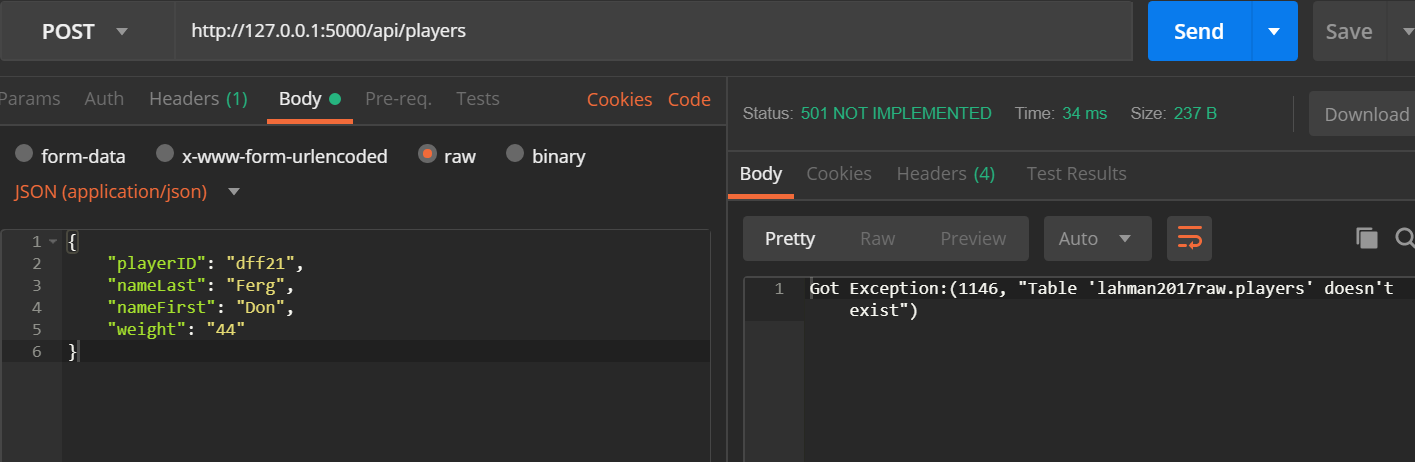 POST http://127.0.0.1:5000/api/players Send Save
Params Auth Headers (1) Body Pre-req. Tests Cookies Code
form-data x-www-form-urlencoded raw binary
JSON (application/json)
1 {
2 "playerID": "dff21",
3 "nameLast": "Ferg",
4 "nameFirst": "Don",
5 "weight": "44"
6 }
Status: 501 NOT IMPLEMENTED Time: 34 ms Size: 237 B Download
Body Cookies Headers (4) Test Results
Pretty Raw Preview Auto
1 Got Exception:(1146, "Table 'lahman2017raw.players' doesn't
exist")